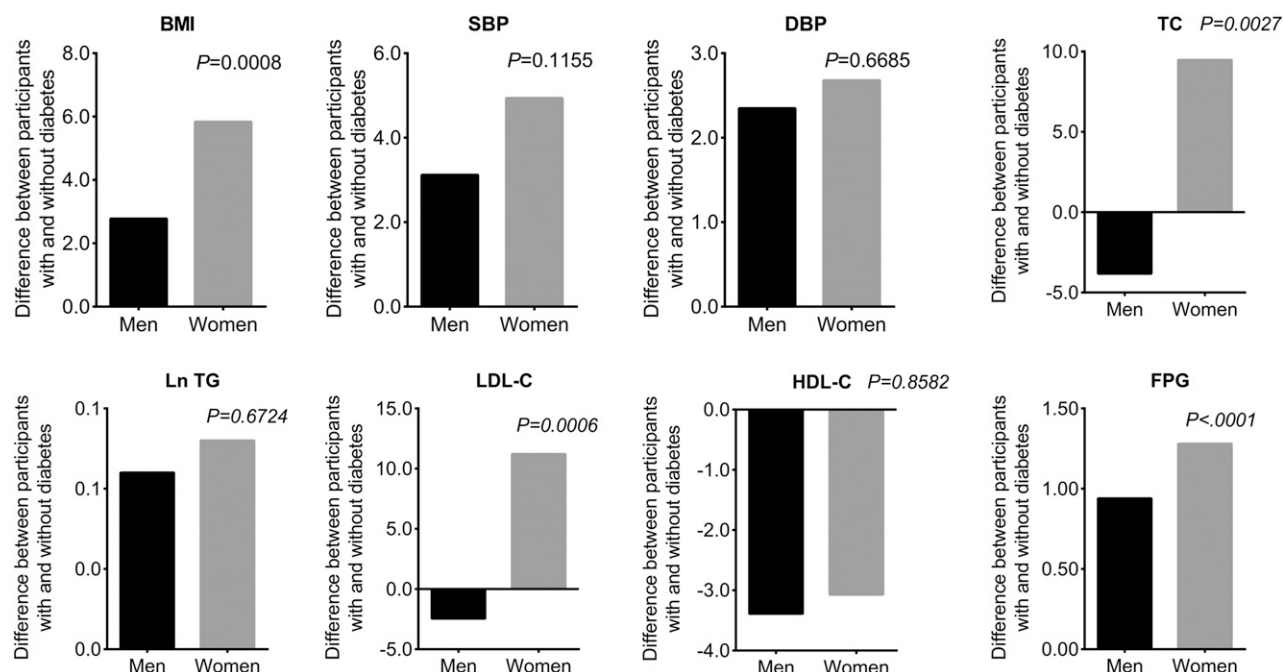 BMI
P=0.0008
Difference between participants
with and without diabetes
8.0
6.0
4.0
2.0
0.0
Men Women
SBP
P=0.1155
Difference between participants
with and without diabetes
6.0
4.0
2.0
0.0
Men Women
DBP
P=0.6685
Difference between participants
with and without diabetes
3.0
2.0
1.0
0.0
Men Women
TC P=0.0027
Difference between participants
with and without diabetes
10.0
5.0
0.0
-5.0
Men Women
Ln TG
P=0.6724
Difference between participants
with and without diabetes
0.1
0.1
0.0
0.0
Men Women
LDL-C
P=0.0006
Difference between participants
with and without diabetes
15.0
10.0
5.0
0.0
-5.0
Men Women
HDL-C P=0.8582
Difference between participants
with and without diabetes
0.0
-1.0
-2.0
-3.0
-4.0
Men Women
FPG
P<.0001
Difference between participants
with and without diabetes
1.50
1.00
0.50
0.00
Men Women